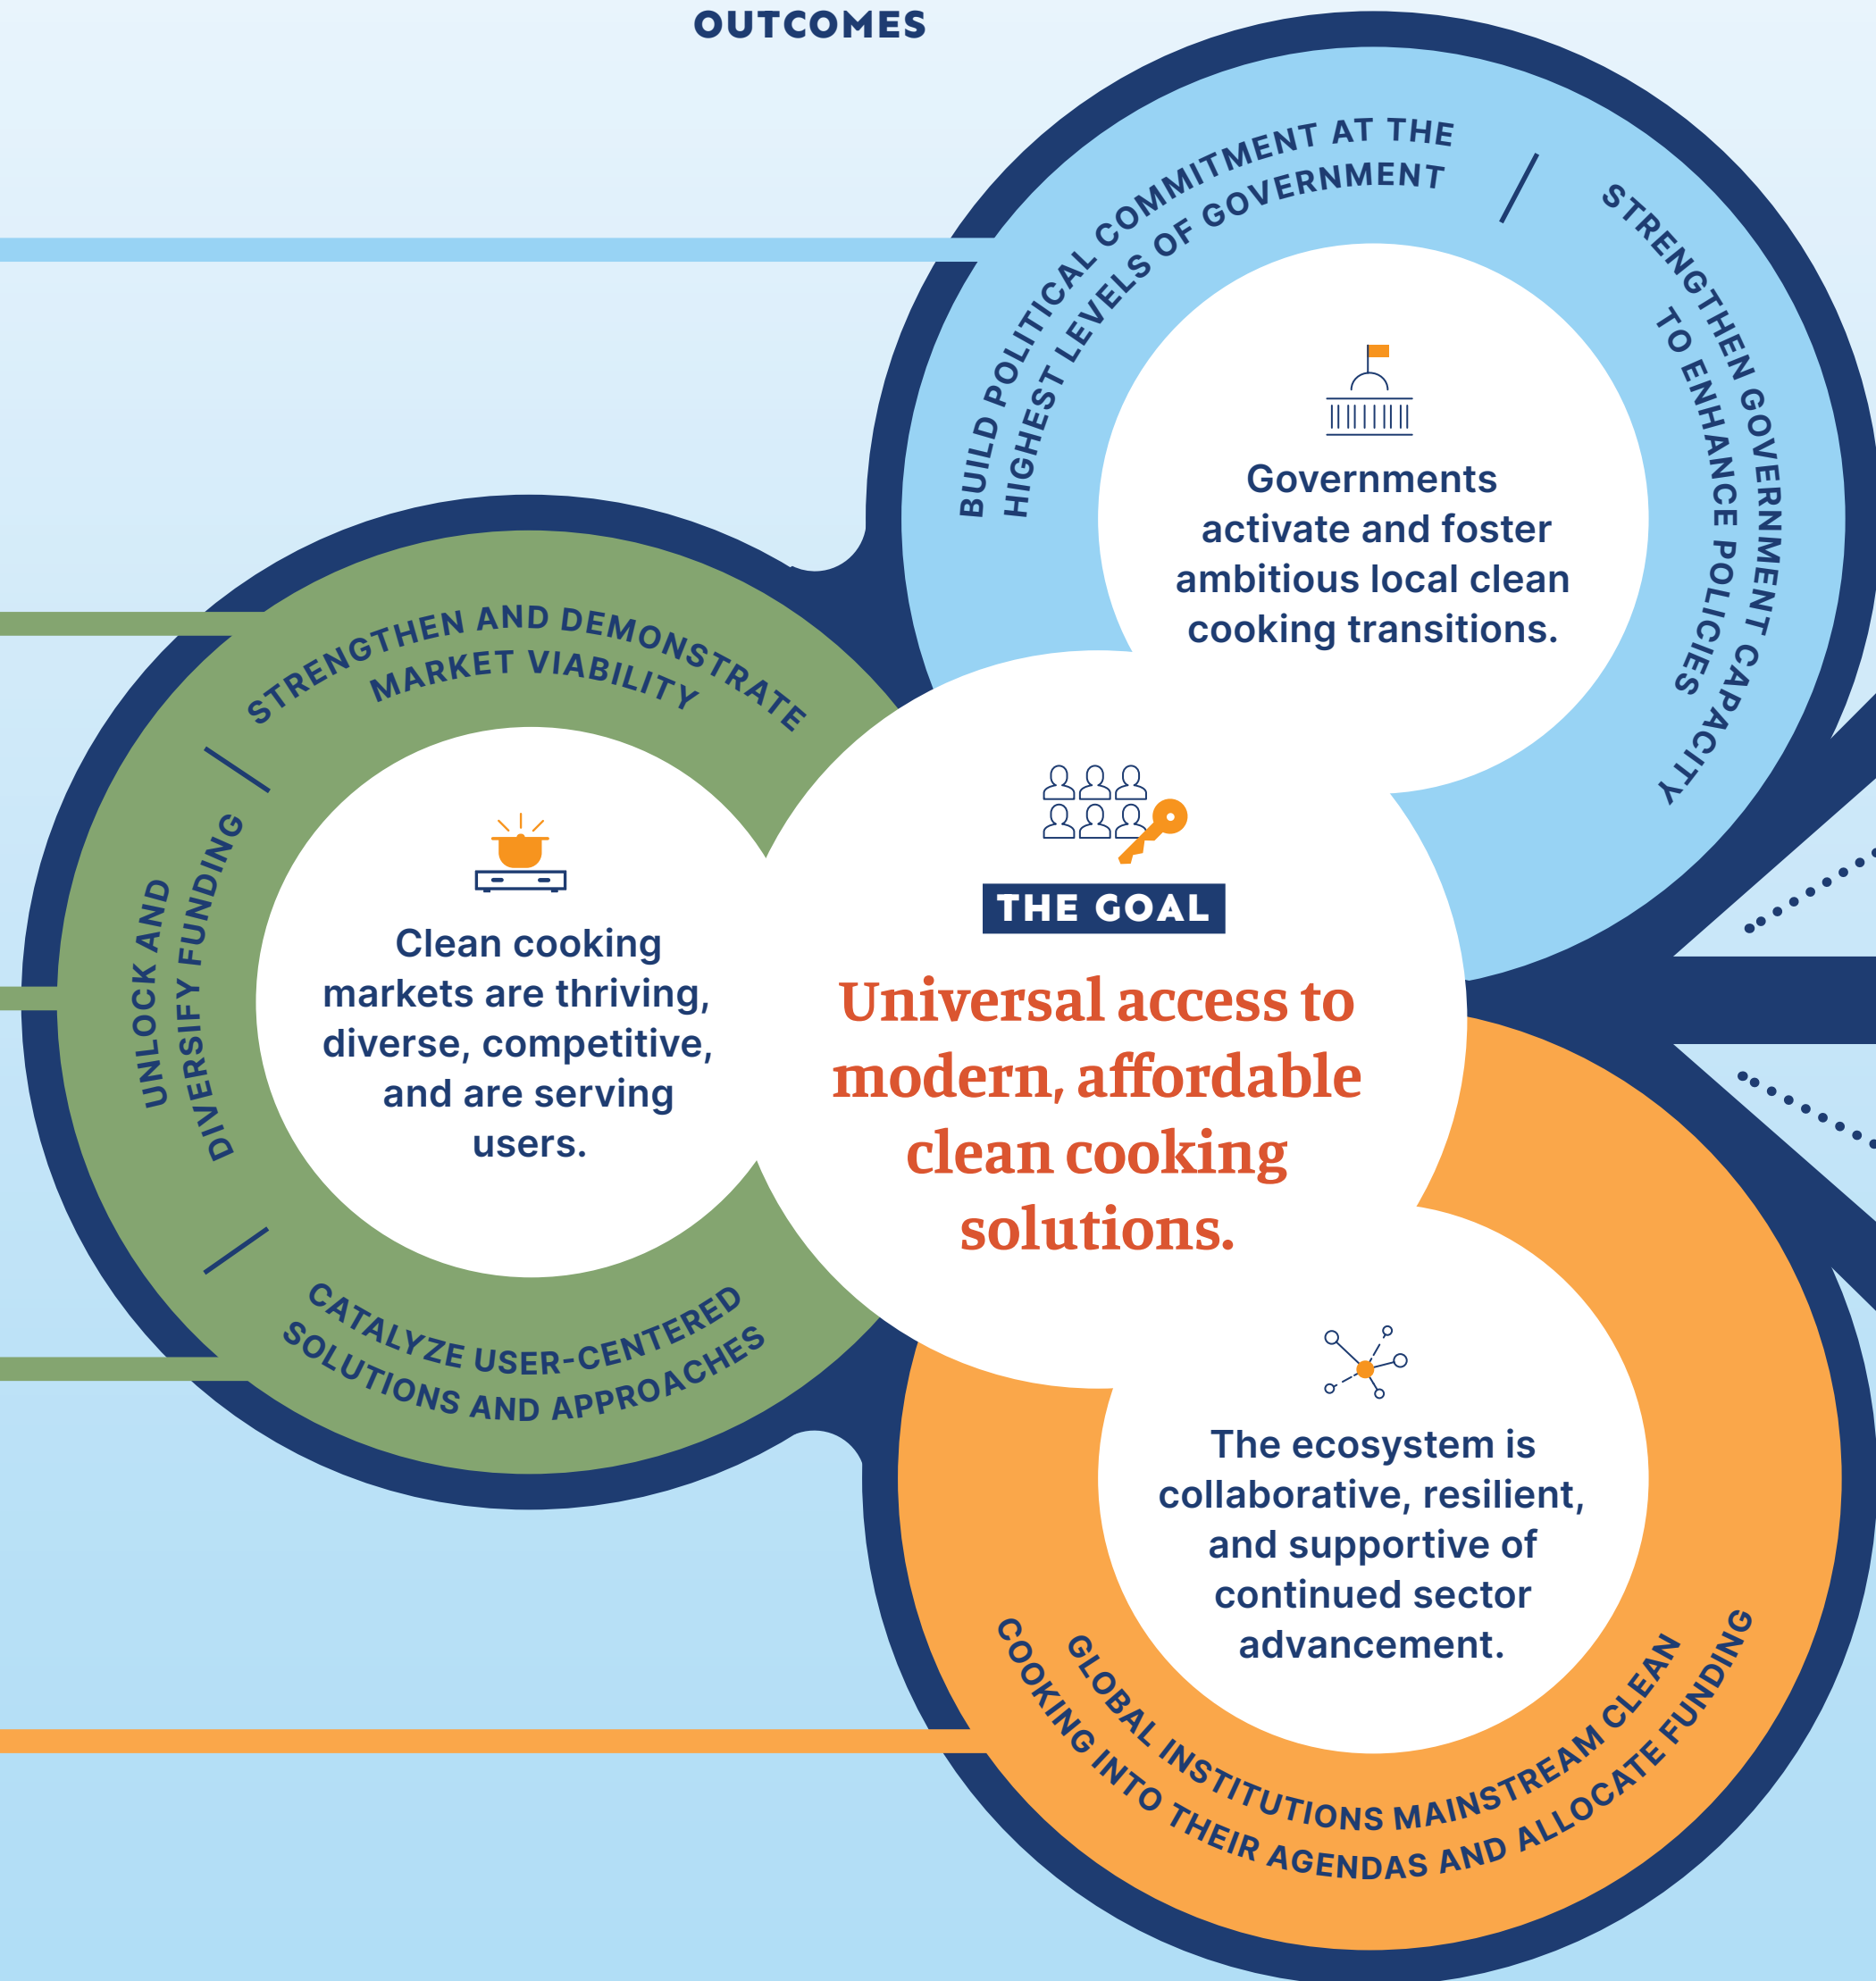 OUTCOMES
BUILD POLITICAL COMMITMENT AT THE
HIGHEST LEVELS OF GOVERNMENT
STRENGTHEN GOVERNMENT CAPACITY
TO ENHANCE POLICIES
Governments
activate and foster
ambitious local clean
cooking transitions.
STRENGTHEN AND DEMONSTRATE
MARKET VIABILITY
UNLOCK AND
DIVERSIFY FUNDING
CATALYZE USER-CENTERED
SOLUTIONS AND APPROACHES
Clean cooking
markets are thriving,
diverse, competitive,
and are serving
users.
THE GOAL
Universal access to
modern, affordable
clean cooking
solutions.
The ecosystem is
collaborative, resilient,
and supportive of
continued sector
advancement.
GLOBAL INSTITUTIONS MAINSTREAM CLEAN
COOKING INTO THEIR AGENDAS AND ALLOCATE FUNDING